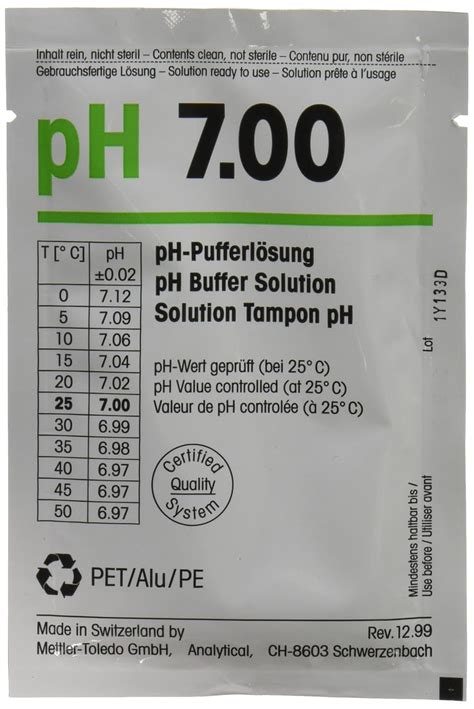 Inhalt rein, nicht steril – Contents clean, not sterile – Contenu pur, non stérile
Gebrauchsfertige Lösung – Solution ready to use – Solution prête à l'usage
pH 7.00
T [° C] pH
±0.02
0 7.12
5 7.09
10 7.06
15 7.04
20 7.02
25 7.00
30 6.99
35 6.98
40 6.97
45 6.97
50 6.97
pH-Pufferlösung
pH Buffer Solution
Solution Tampon pH
pH-Wert geprüft (bei 25° C)
pH Value controlled (at 25° C)
Valeur de pH controlée (à 25° C)
Certified
Quality
System
Lot 1Y133D
Mindestens haltbar bis /
Use before / Utiliser avant
PET/Alu/PE
Made in Switzerland by Rev. 12.99
Mettler-Toledo GmbH, Analytical, CH-8603 Schwerzenbach